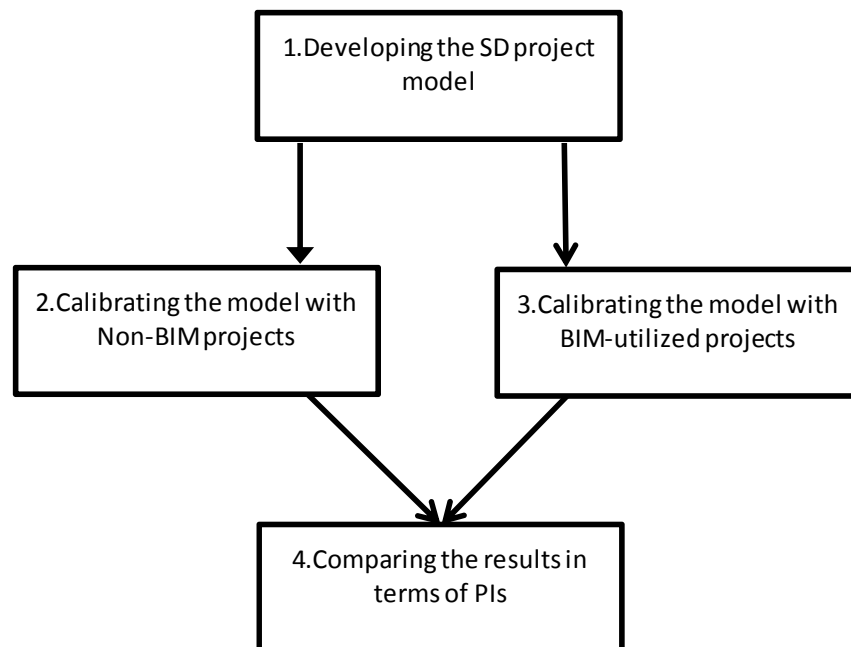 1.Developing the SD project
model
2.Calibrating the model with
Non-BIM projects
3.Calibrating the model with
BIM-utilized projects
4.Comparing the results in
terms of PIs